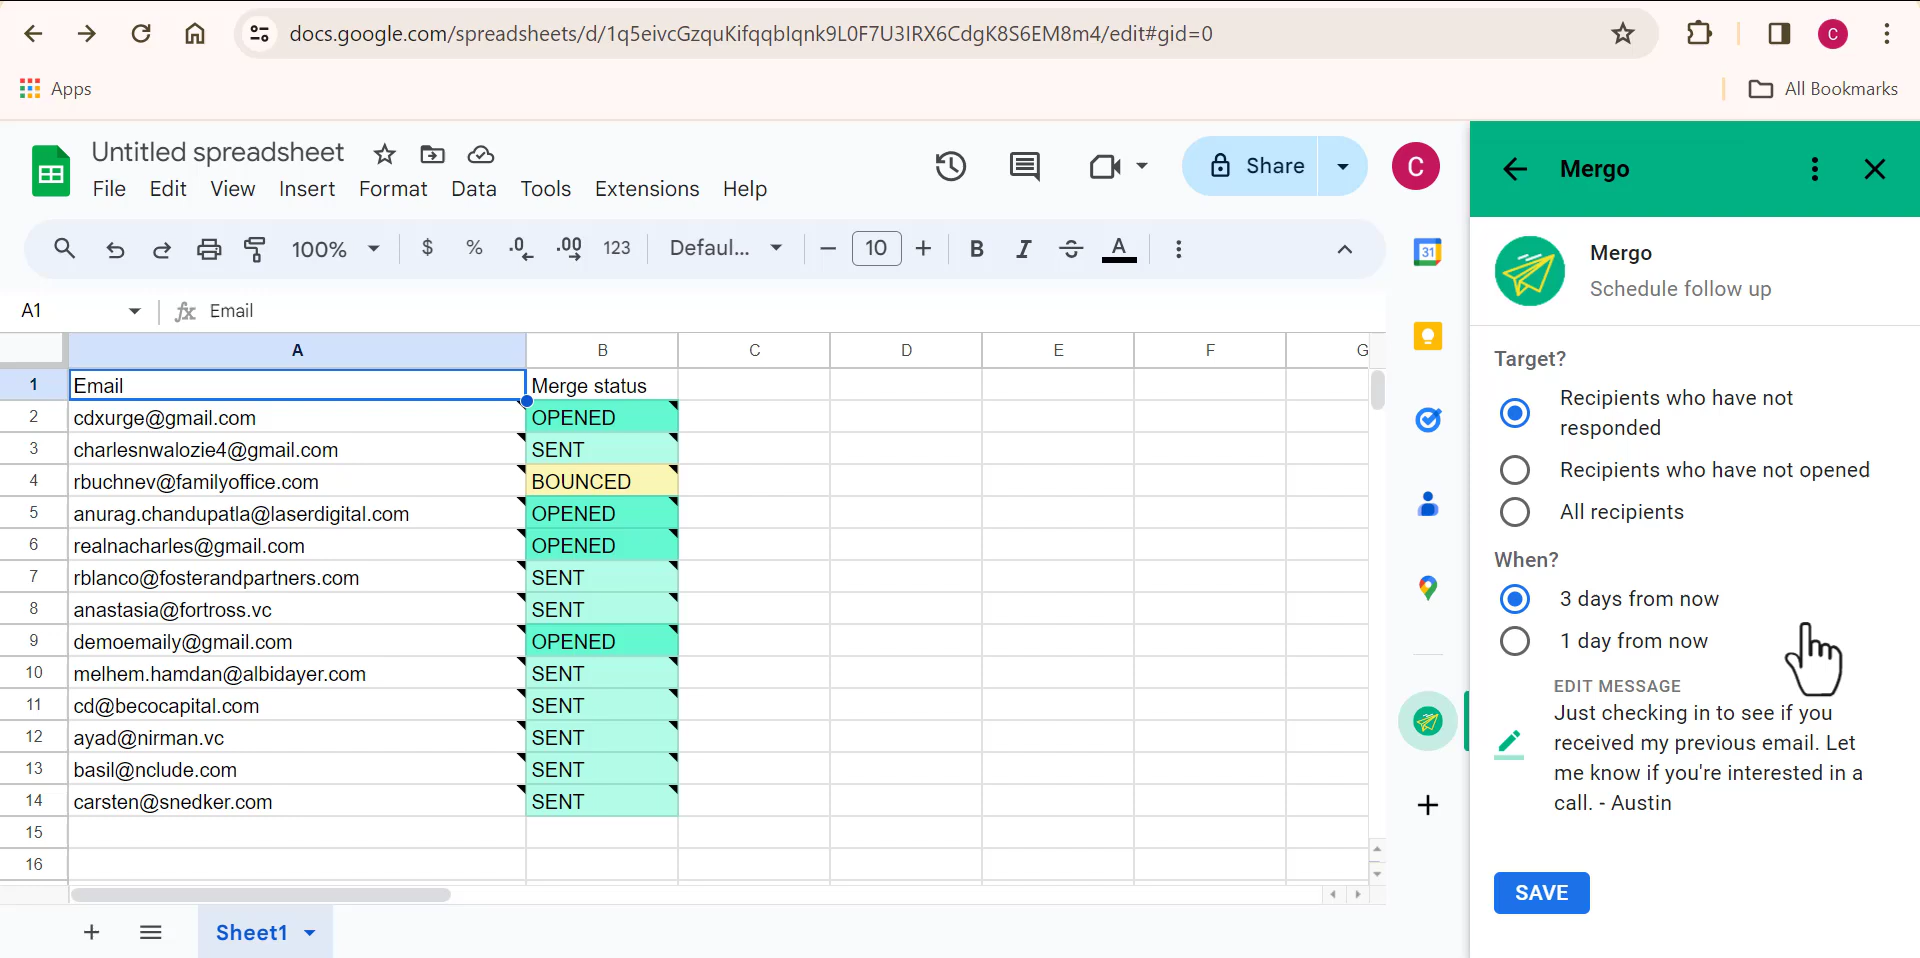 docs.google.com/spreadsheets/d/1q5eivcGzquKifqqblqnk9L0F7U3IRX6CdgK8S6EM8m4/edit#gid=0
C
Apps
All Bookmarks
Untitled spreadsheet
File Edit View Insert Format Data Tools Extensions Help
Share
C
Mergo
100% $ % .0 .00 123 Defaul... 10 B I S A
31
Mergo
Schedule follow up
A1 fx Email
A B C D E F G
1 Email Merge status
2 cdxurge@gmail.com OPENED
3 charlesnwalozie4@gmail.com SENT
4 rbuchnev@familyoffice.com BOUNCED
5 anurag.chandupatla@laserdigital.com OPENED
6 realnacharles@gmail.com OPENED
7 rblanco@fosterandpartners.com SENT
8 anastasia@fortross.vc SENT
9 demoemaily@gmail.com OPENED
10 melhem.hamdan@albidayer.com SENT
11 cd@becocapital.com SENT
12 ayad@nirman.vc SENT
13 basil@nclude.com SENT
14 carsten@snedker.com SENT
15
16
Sheet1
Target?
Recipients who have not
responded
Recipients who have not opened
All recipients
When?
3 days from now
1 day from now
EDIT MESSAGE
Just checking in to see if you
received my previous email. Let
me know if you're interested in a
call. - Austin
SAVE